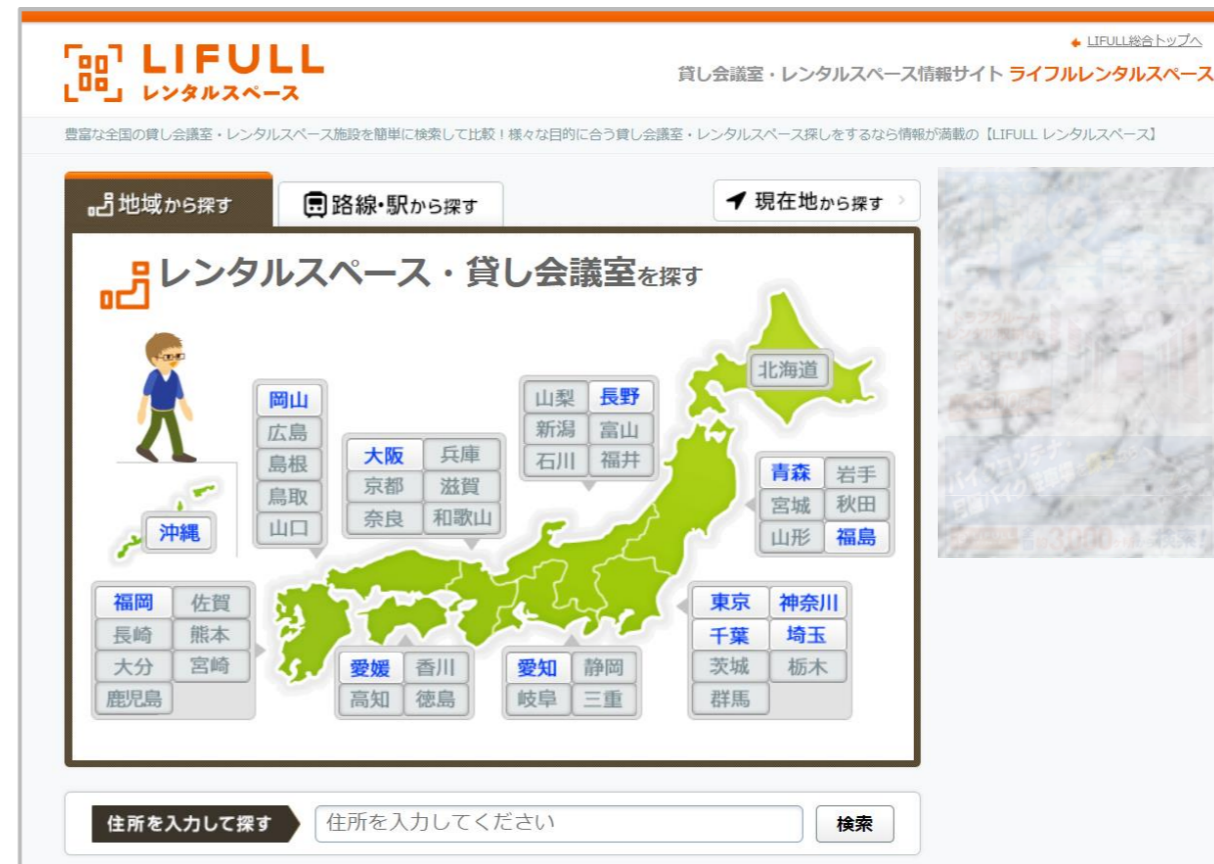 LIFULL総合トップへ
LIFULL
レンタルスペース
貸し会議室・レンタルスペース情報サイト ライフルレンタルスペース
豊富な全国の貸し会議室・レンタルスペース施設を簡単に検索して比較！様々な目的に合う貸し会議室・レンタルスペース探しをするなら情報が満載の【LIFULL レンタルスペース】
地域から探す
路線・駅から探す
現在地から探す
レンタルスペース・貸し会議室を探す
北海道
岡山
広島
島根
鳥取
山口
大阪 兵庫
京都 滋賀
奈良 和歌山
山梨 長野
新潟 富山
石川 福井
青森 岩手
宮城 秋田
山形 福島
沖縄
福岡 佐賀
長崎 熊本
大分 宮崎
鹿児島
愛媛 香川
高知 徳島
愛知 静岡
岐阜 三重
東京 神奈川
千葉 埼玉
茨城 栃木
群馬
住所を入力して探す
住所を入力してください
検索